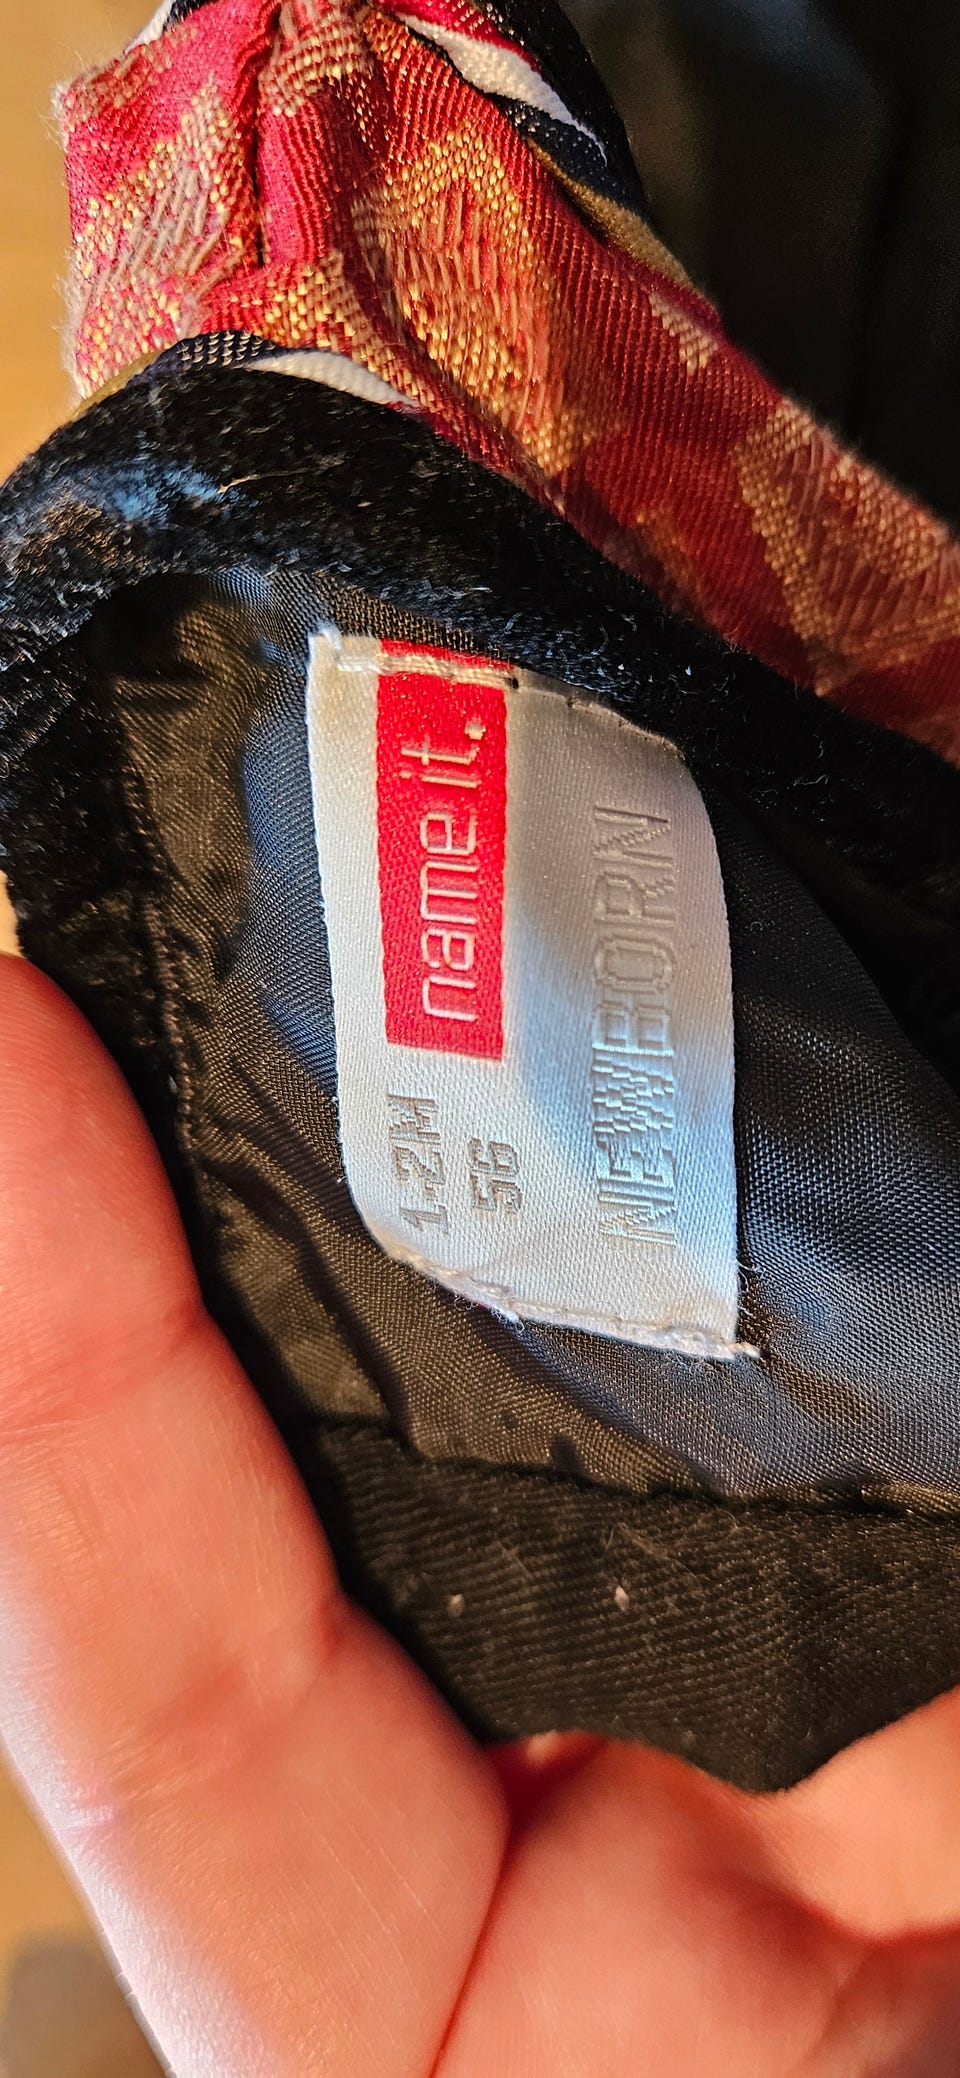 name it.
1-2M
56
NEWBORN